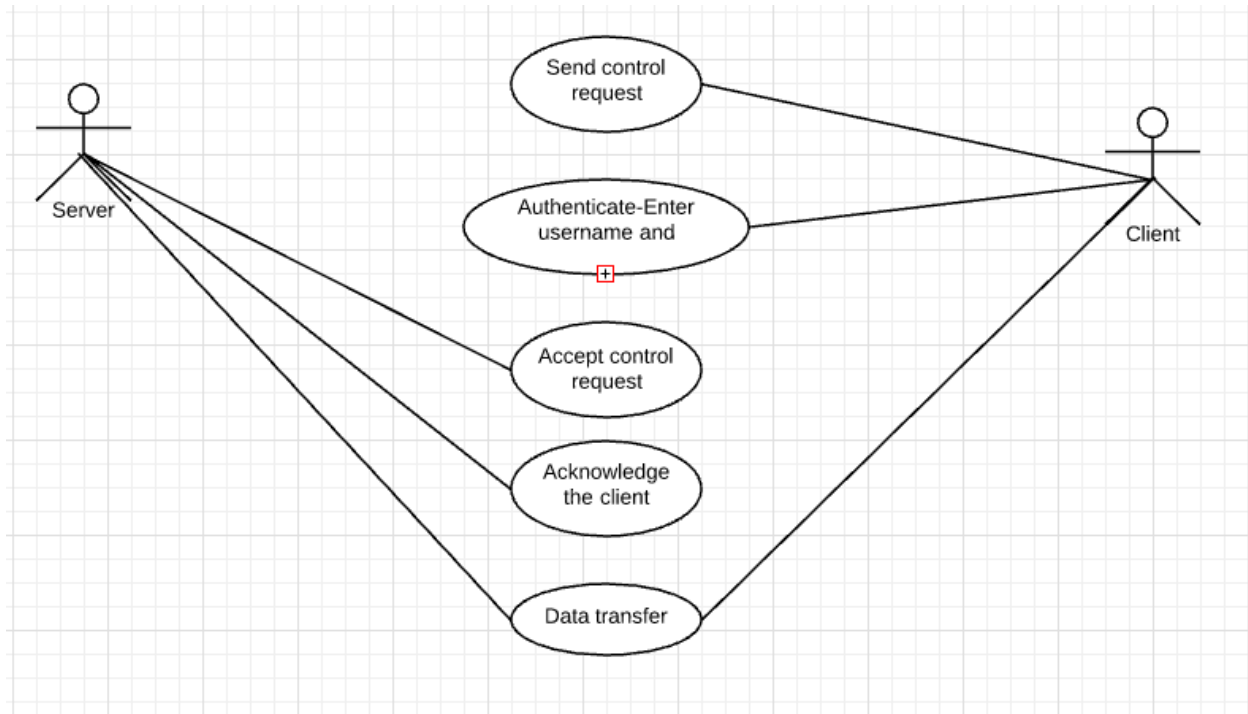 Send control
request
Server
Authenticate-Enter
username and
Client
Accept control
request
Acknowledge
the client
Data transfer